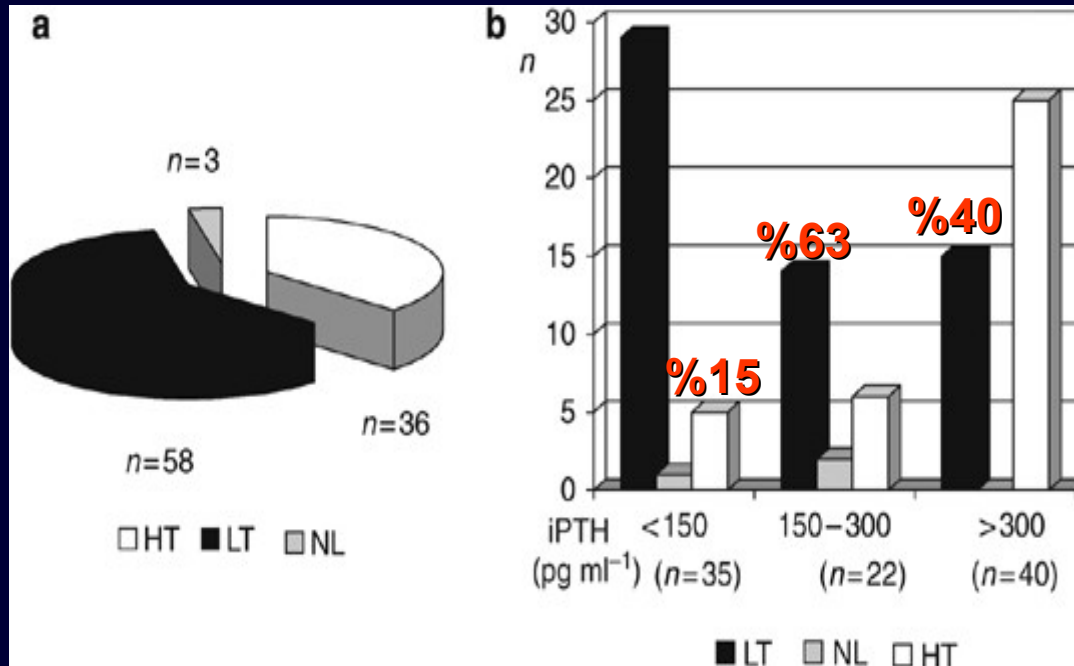 a
n=3
n=36
n=58
HT LT NL
b
n
30
25
20
15
10
5
0
%40
%63
%15
iPTH <150 150–300 >300
(pg ml⁻¹) (n=35) (n=22) (n=40)
LT NL HT